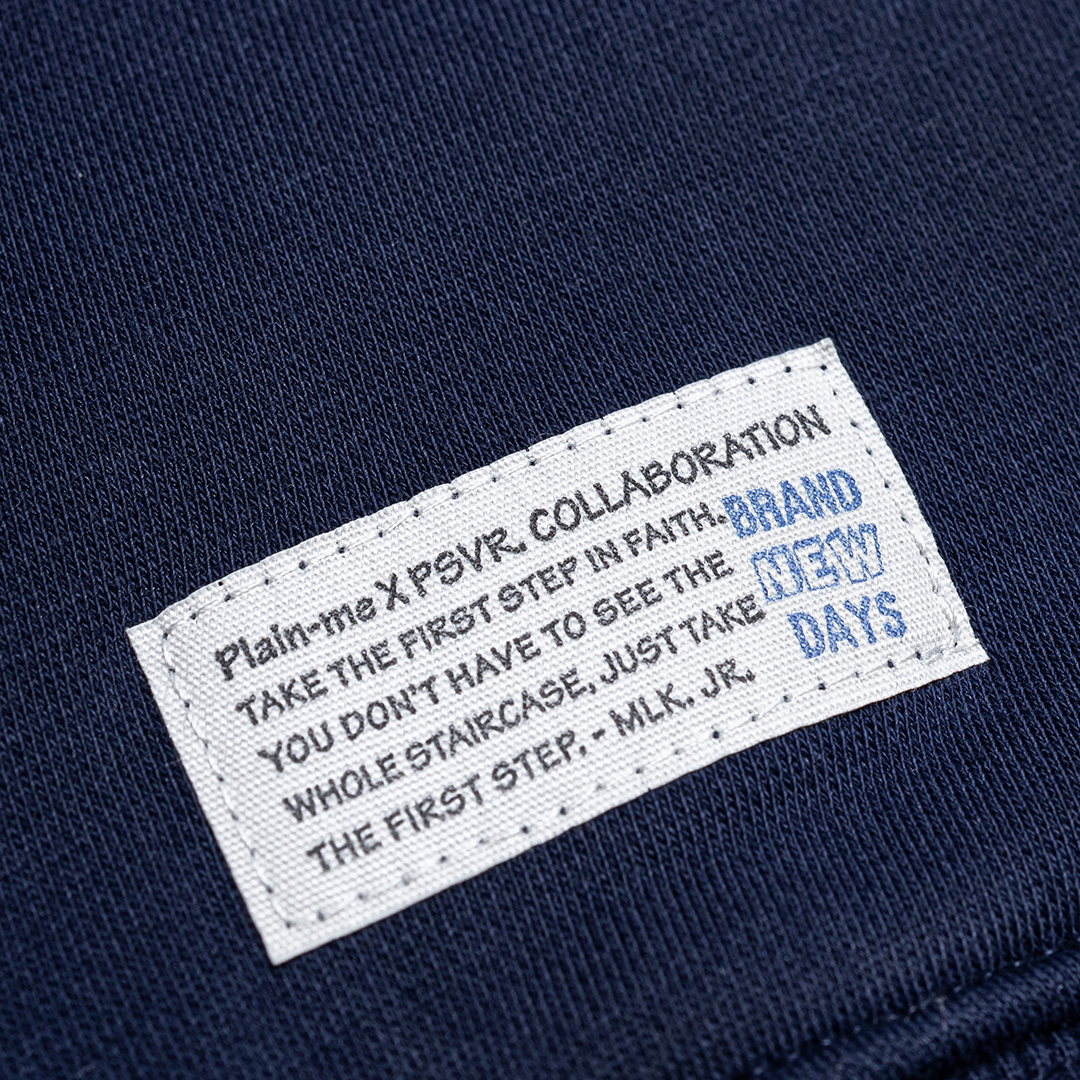 Plain-me X PSVR. COLLABORATION
TAKE THE FIRST STEP IN FAITH.
YOU DON'T HAVE TO SEE THE
WHOLE STAIRCASE, JUST TAKE
THE FIRST STEP. - MLK. JR.
BRAND
NEW
DAYS